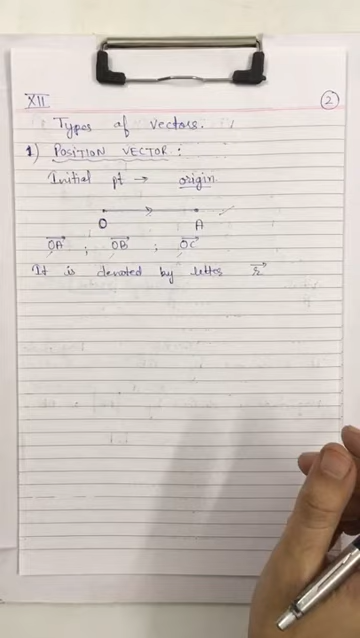 XII
2
Types of vectors.
1) POSITION VECTOR :
Initial pt → origin.
O A
OA⃗ ; OB⃗ ; OC⃗
It is denoted by letter r⃗